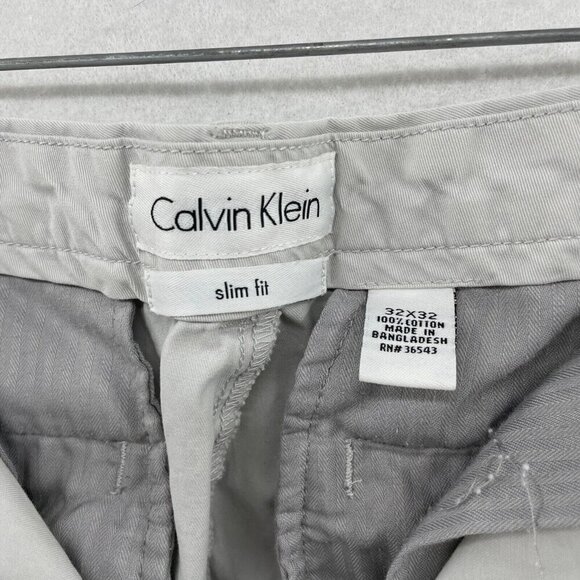 Calvin Klein
slim fit
32X32
100% COTTON
MADE IN
BANGLADESH
RN# 36543